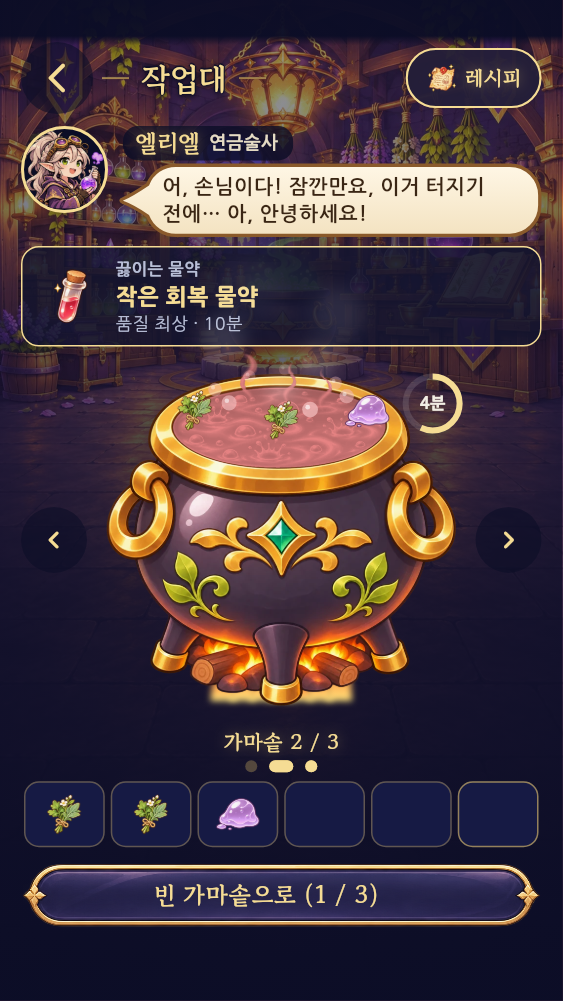 작업대
레시피
엘리엘 연금술사
어, 손님이다! 잠깐만요, 이거 터지기
전에… 아, 안녕하세요!
끓이는 물약
작은 회복 물약
품질 최상 · 10분
4분
가마솥 2 / 3
빈 가마솥으로 (1 / 3)